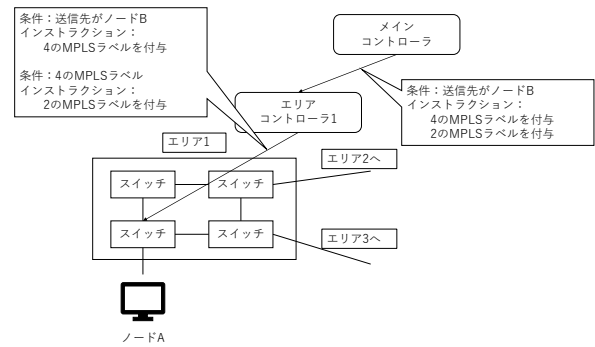 条件：送信先がノードB
インストラクション：
4のMPLSラベルを付与
条件：4のMPLSラベル
インストラクション：
2のMPLSラベルを付与
メイン
コントローラ
エリア
コントローラ1
条件：送信先がノードB
インストラクション：
4のMPLSラベルを付与
2のMPLSラベルを付与
エリア1
エリア2へ
スイッチ
スイッチ
スイッチ
スイッチ
エリア3へ
ノードA